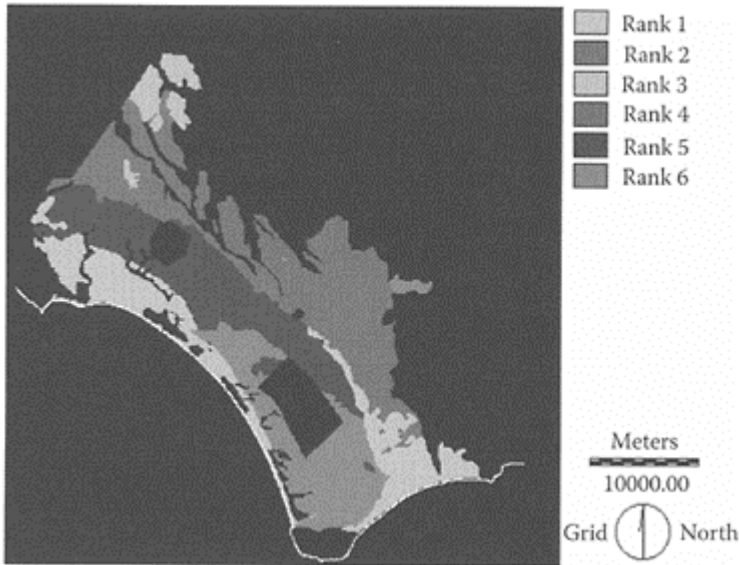 Rank 1
Rank 2
Rank 3
Rank 4
Rank 5
Rank 6
Meters
10000.00
Grid North